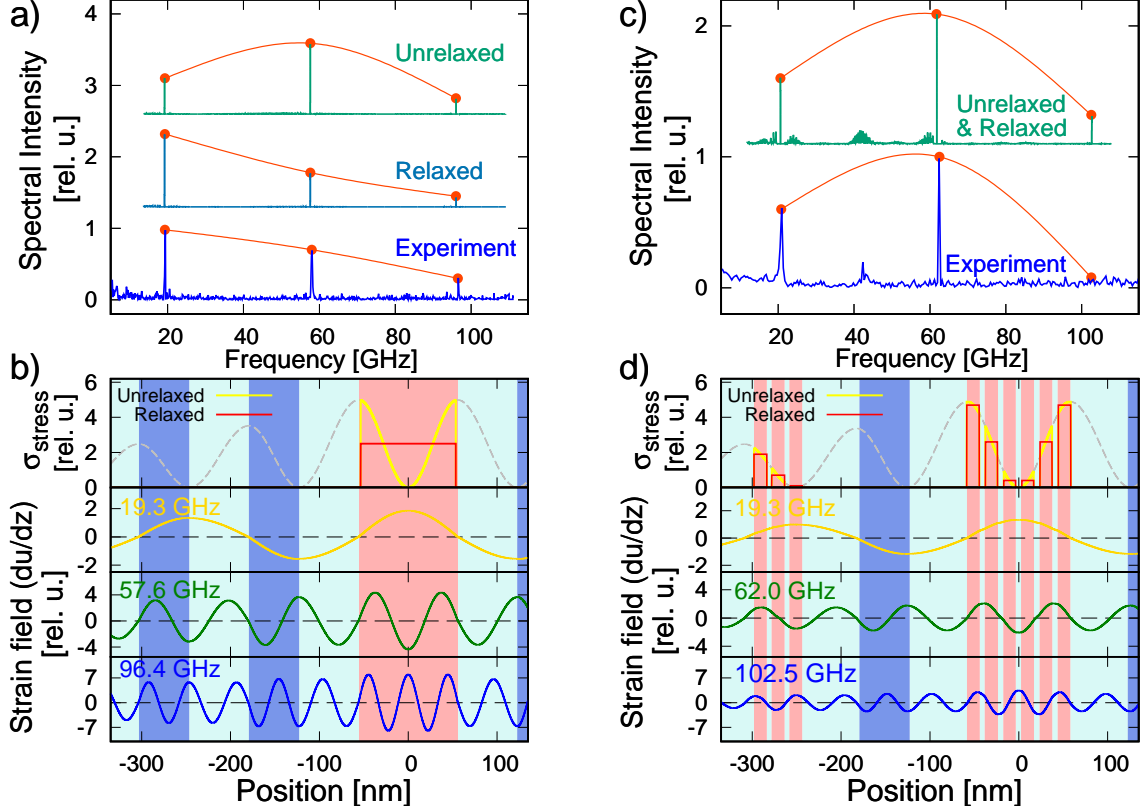 a)
Spectral Intensity
[rel. u.]
4
3
2
1
0
Unrelaxed
Relaxed
Experiment
20 40 60 80 100
Frequency [GHz]
c)
Spectral Intensity
[rel. u.]
2
1
0
Unrelaxed
& Relaxed
Experiment
20 40 60 80 100
Frequency [GHz]
b)
σstress
[rel. u.]
6
4
2
0
Unrelaxed
Relaxed
Strain field (du/dz)
[rel. u.]
19.3 GHz
2
0
-2
57.6 GHz
4
0
-4
96.4 GHz
7
0
-7
-300 -200 -100 0 100
Position [nm]
d)
σstress
[rel. u.]
6
4
2
0
Unrelaxed
Relaxed
Strain field (du/dz)
[rel. u.]
19.3 GHz
2
0
-2
62.0 GHz
4
0
-4
102.5 GHz
7
0
-7
-300 -200 -100 0 100
Position [nm]